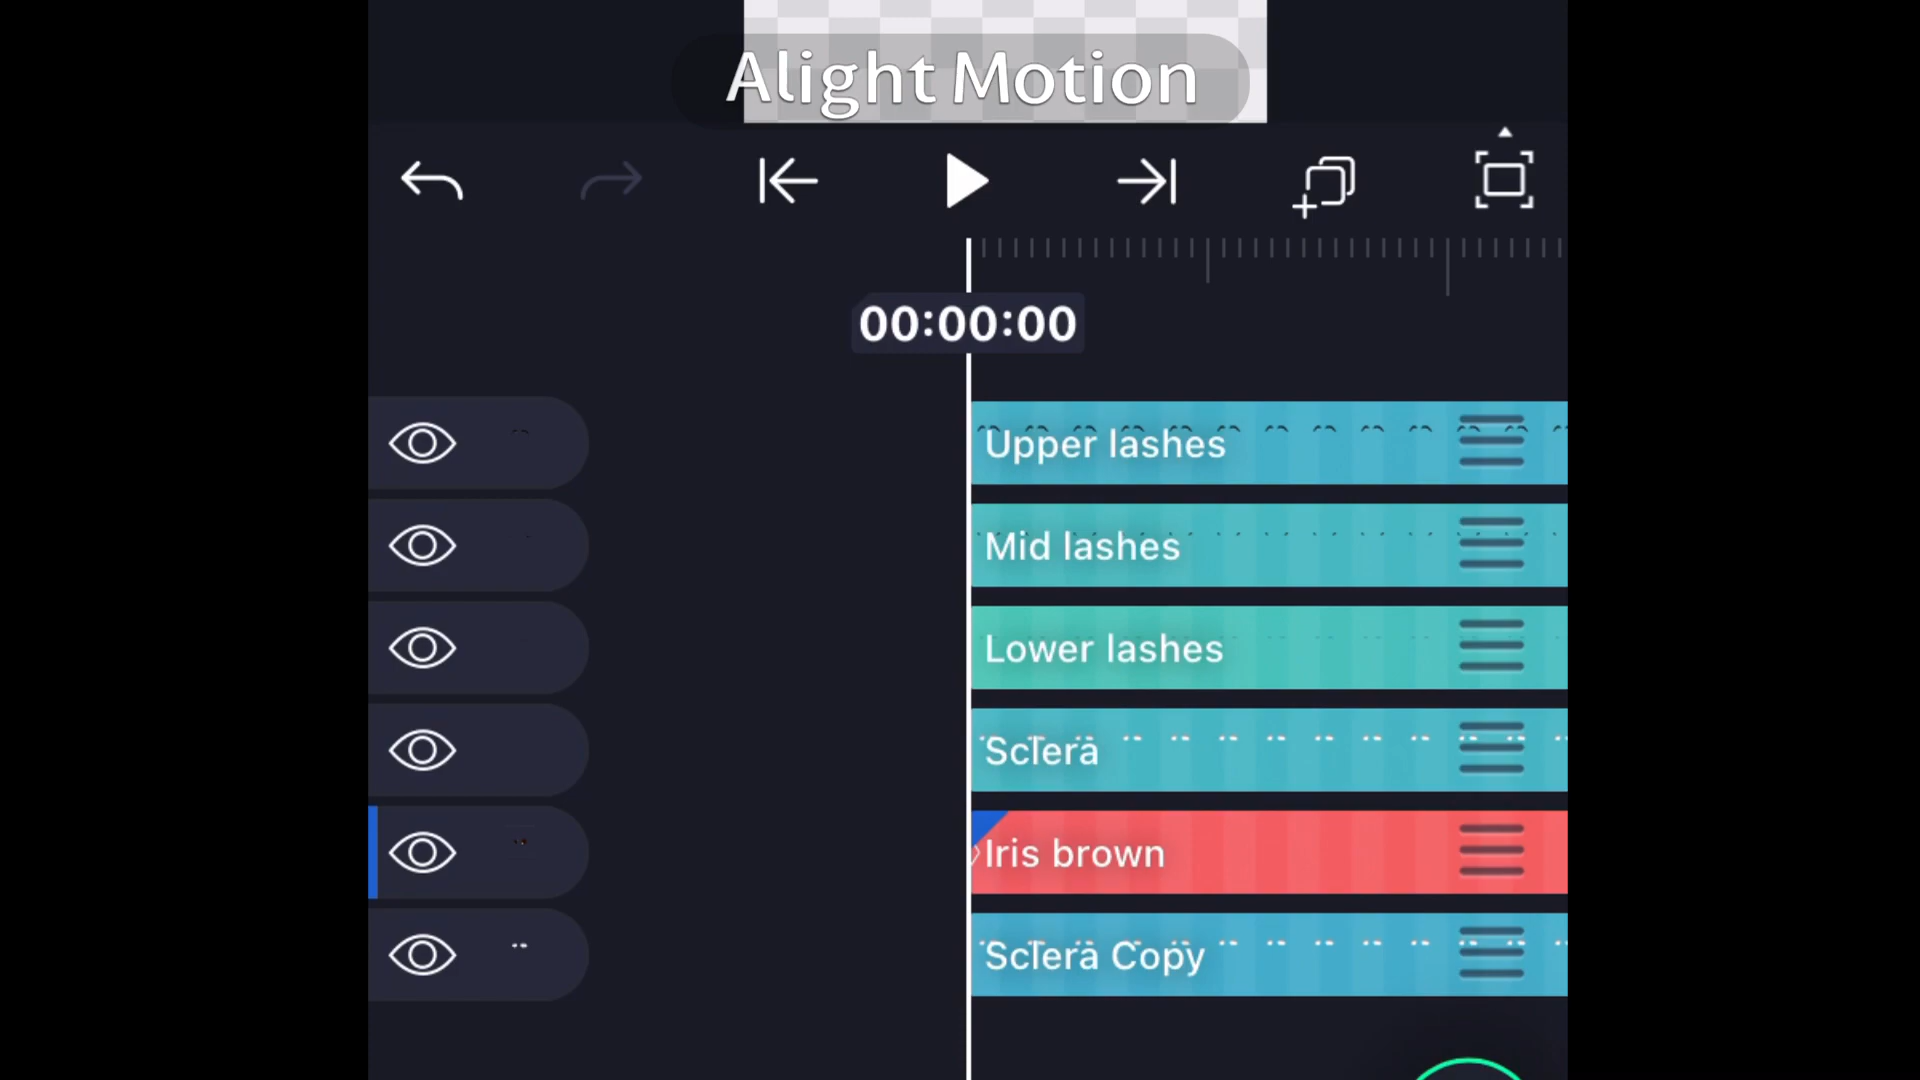 Alight Motion
00:00:00
Upper lashes
Mid lashes
Lower lashes
Sclera
Iris brown
Sclera Copy